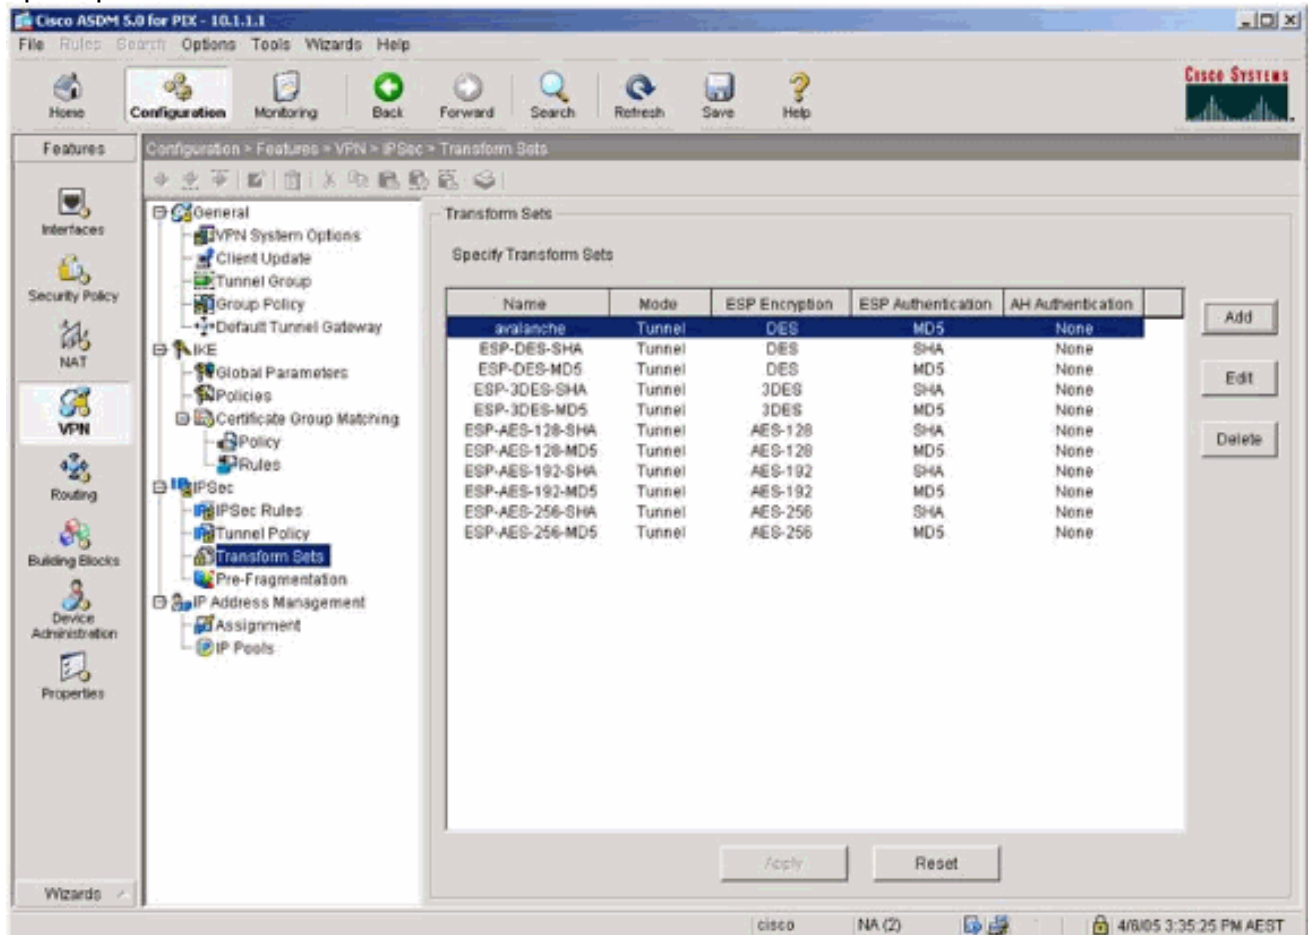 Cisco ASDM 5.0 for PIX - 10.1.1.1
File Rules Search Options Tools Wizards Help
Home Configuration Monitoring Back Forward Search Refresh Save Help
CISCO SYSTEMS
Features
Configuration > Features > VPN > IPSec > Transform Sets
Interfaces
Security Policy
NAT
VPN
Routing
Building Blocks
Device
Administration
Properties
Wizards
General
VPN System Options
Client Update
Tunnel Group
Group Policy
Default Tunnel Gateway
IKE
Global Parameters
Policies
Certificate Group Matching
Policy
Rules
IPSec
IPSec Rules
Tunnel Policy
Transform Sets
Pre-Fragmentation
IP Address Management
Assignment
IP Pools
Transform Sets
Specify Transform Sets
Name Mode ESP Encryption ESP Authentication AH Authentication
avalanche Tunnel DES MD5 None
ESP-DES-SHA Tunnel DES SHA None
ESP-DES-MD5 Tunnel DES MD5 None
ESP-3DES-SHA Tunnel 3DES SHA None
ESP-3DES-MD5 Tunnel 3DES MD5 None
ESP-AES-128-SHA Tunnel AES-128 SHA None
ESP-AES-128-MD5 Tunnel AES-128 MD5 None
ESP-AES-192-SHA Tunnel AES-192 SHA None
ESP-AES-192-MD5 Tunnel AES-192 MD5 None
ESP-AES-256-SHA Tunnel AES-256 SHA None
ESP-AES-256-MD5 Tunnel AES-256 MD5 None
Add
Edit
Delete
Apply Reset
cisco NA (2) 4/6/05 3:35:25 PM AEST